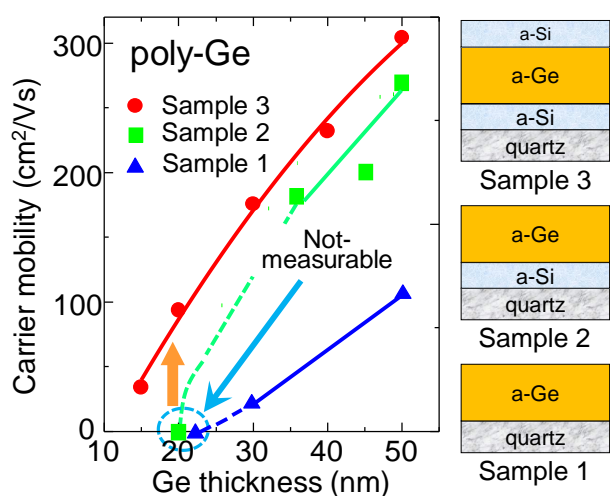 poly-Ge
Sample 3
Sample 2
Sample 1
Not-
measurable
Carrier mobility (cm²/Vs)
300
200
100
0
10
20
30
40
50
Ge thickness (nm)
a-Si
a-Ge
a-Si
quartz
Sample 3
a-Ge
a-Si
quartz
Sample 2
a-Ge
quartz
Sample 1